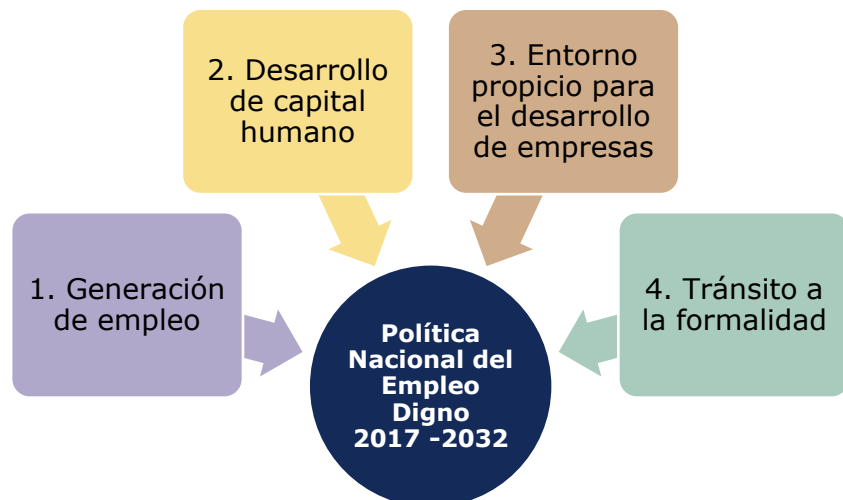 2. Desarrollo
de capital
humano
3. Entorno
propicio para
el desarrollo
de empresas
1. Generación
de empleo
4. Tránsito a
la formalidad
Política
Nacional del
Empleo
Digno
2017 -2032